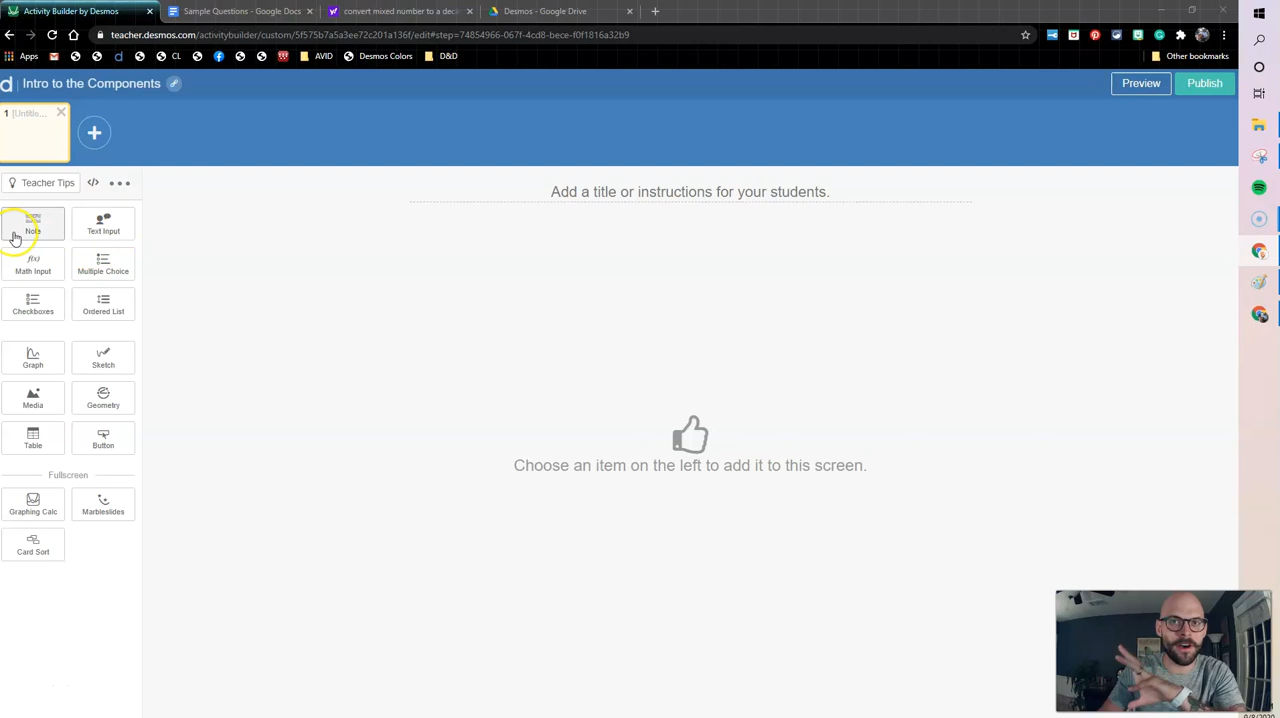 Activity Builder by Desmos
Sample Questions - Google Docs
convert mixed number to a deci
Desmos - Google Drive
teacher.desmos.com/activitybuilder/custom/5f575b7a5a3ee72c201a136f/edit#step=74854966-067f-4cd8-bece-f0f1816a32b9
Apps
CL
AVID
Desmos Colors
D&D
Other bookmarks
d Intro to the Components
Preview
Publish
1 [Untitle...
Teacher Tips
Add a title or instructions for your students.
Note
Text Input
f(x)
Math Input
Multiple Choice
Checkboxes
Ordered List
Graph
Sketch
Media
Geometry
Table
Button
Choose an item on the left to add it to this screen.
Fullscreen
Graphing Calc
Marbleslides
Card Sort
9/8/2020